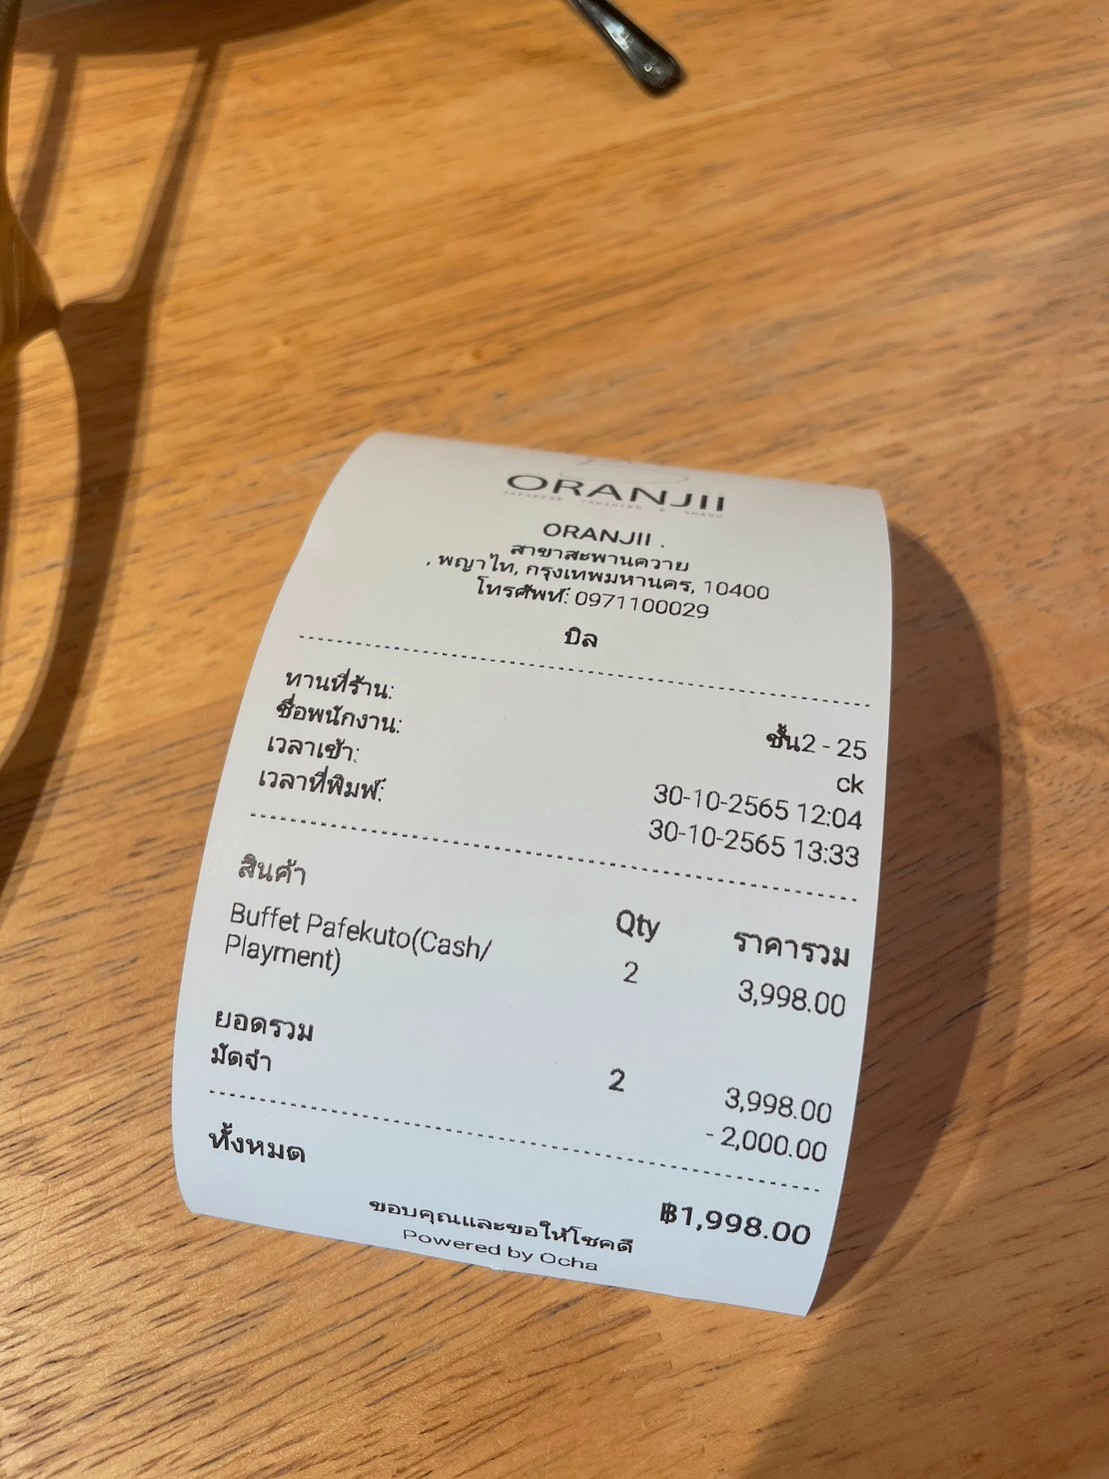 ORANJII
ORANJII .
สาขาสะพานควาย
, พญาไท, กรุงเทพมหานคร, 10400
โทรศัพท์: 0971100029
บิล
ทานที่ร้าน: ชั้น2 - 25
ชื่อพนักงาน: ck
เวลาเข้า: 30-10-2565 12:04
เวลาที่พิมพ์: 30-10-2565 13:33
สินค้า Qty ราคารวม
Buffet Pafekuto(Cash/ 2 3,998.00
Playment)
ยอดรวม 2 3,998.00
มัดจำ - 2,000.00
ทั้งหมด ฿1,998.00
ขอบคุณและขอให้โชคดี
Powered by Ocha